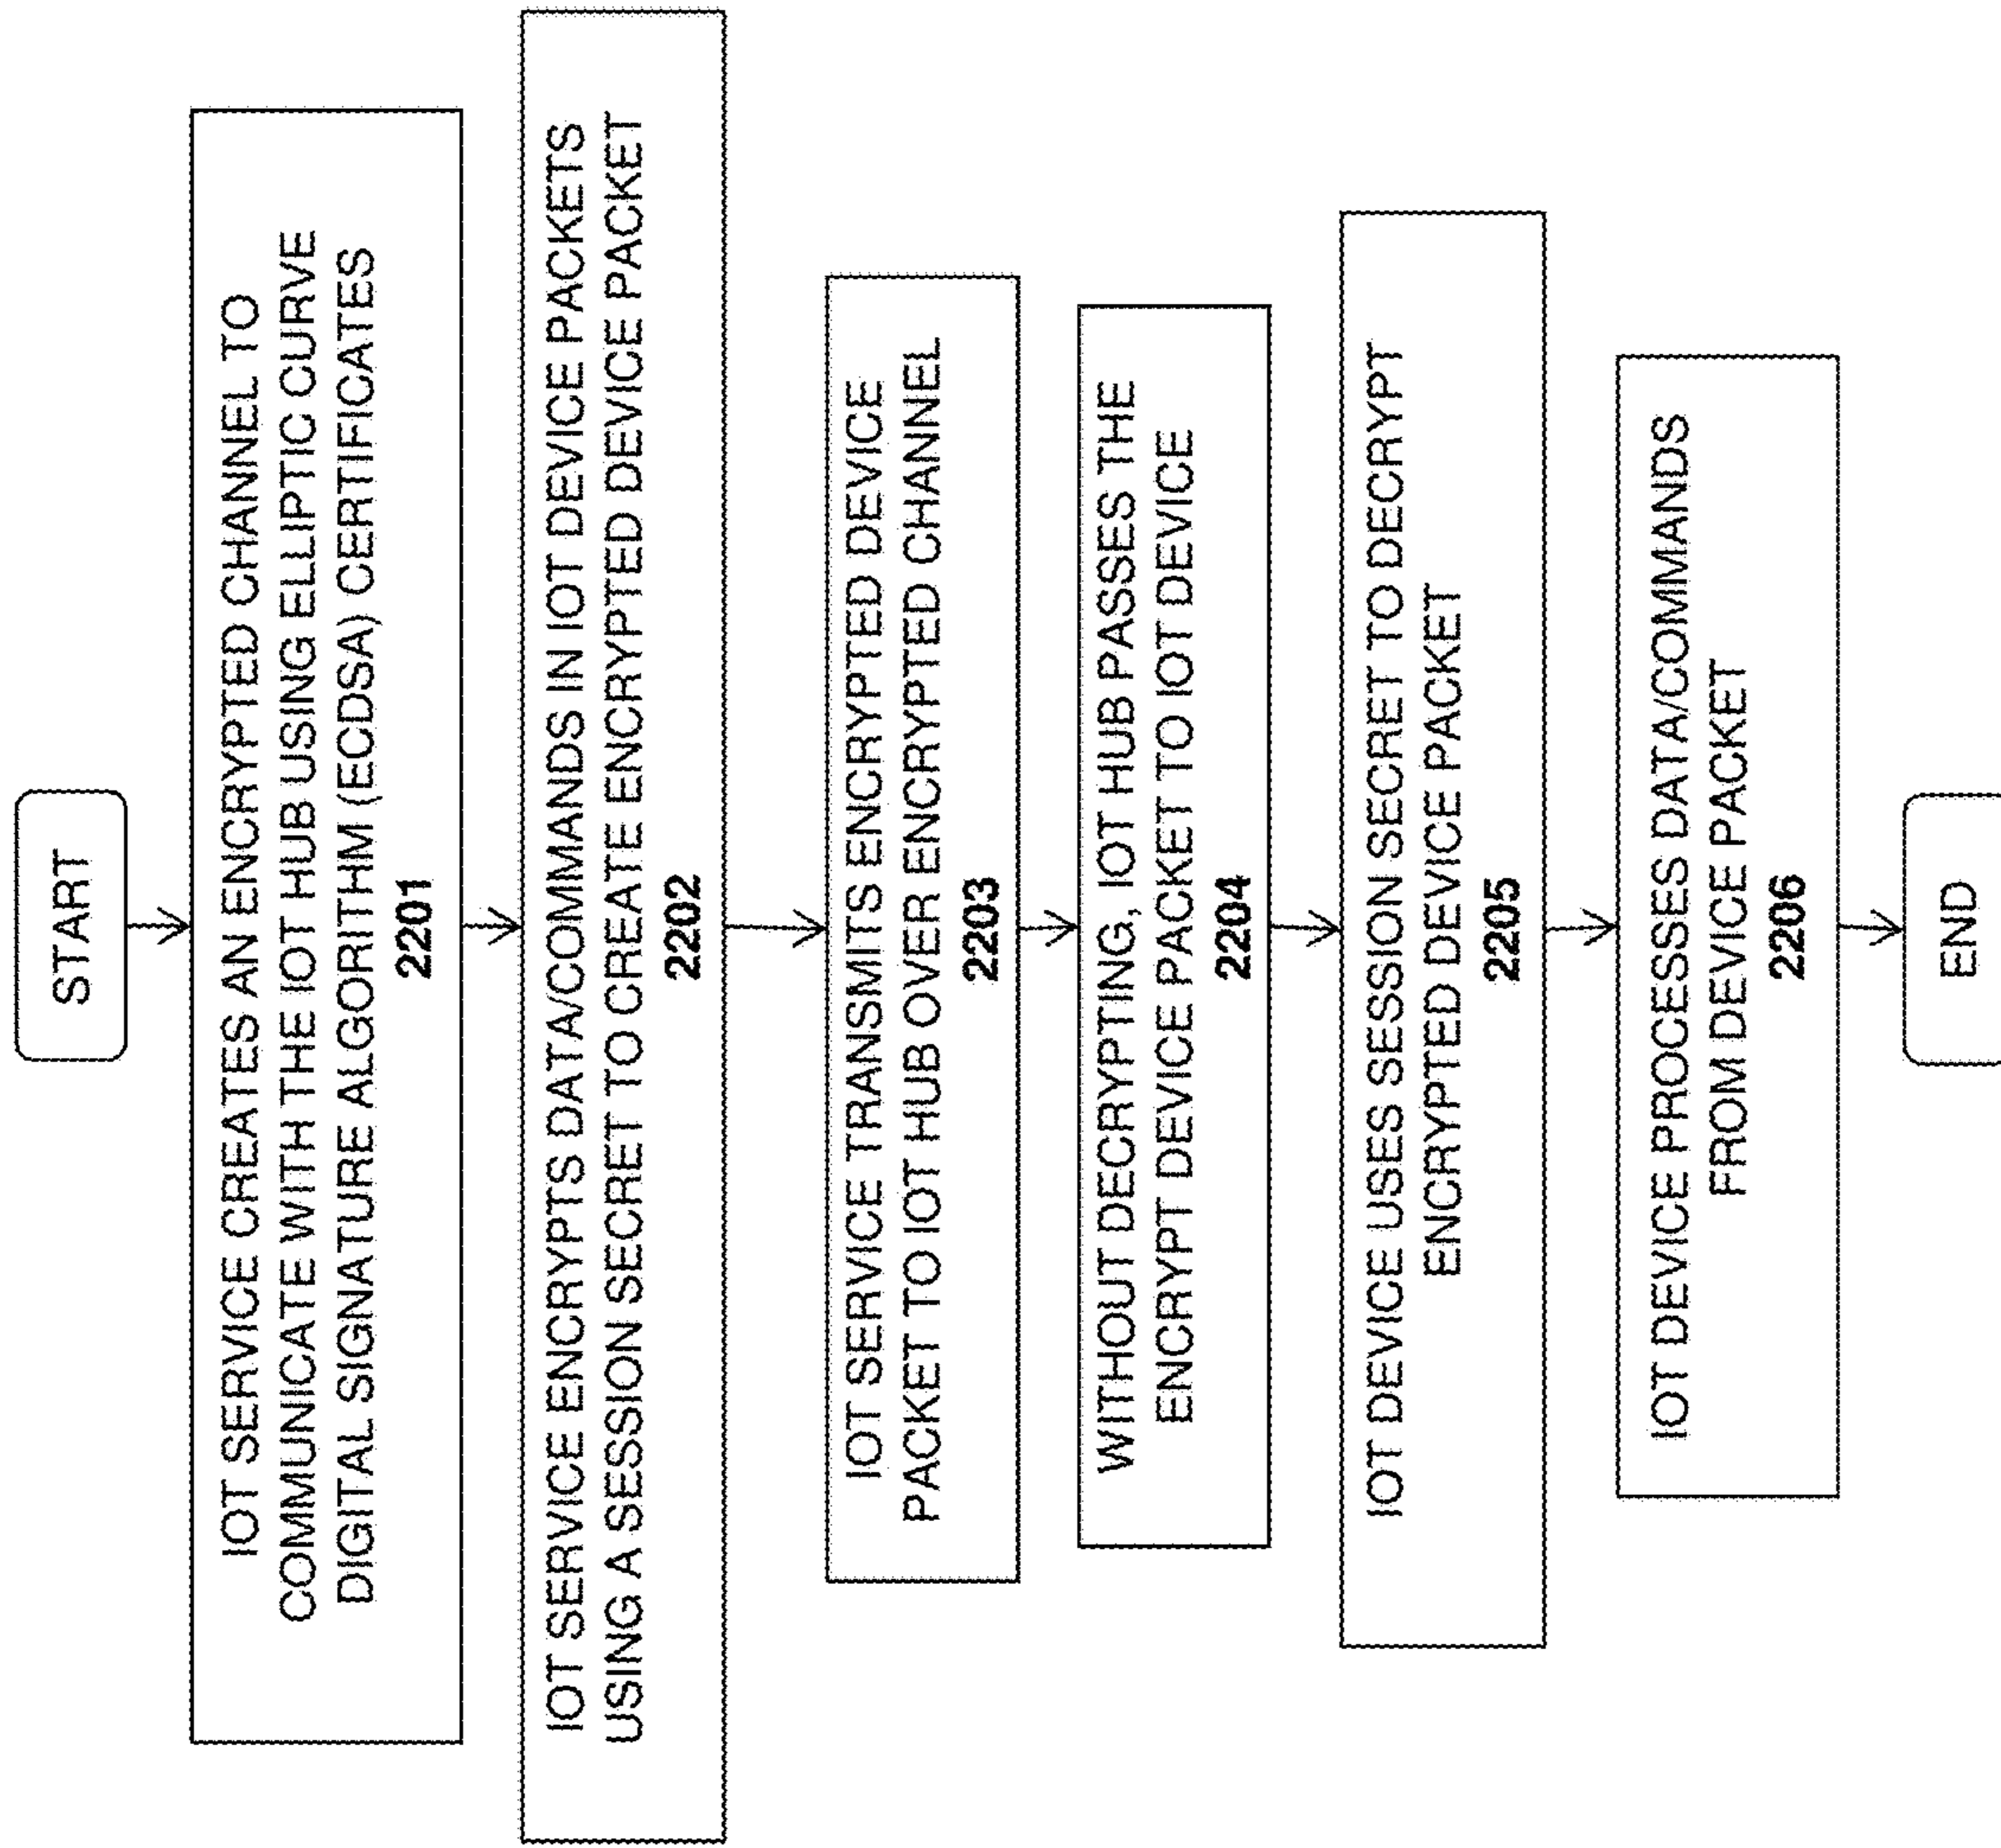 START
IOT SERVICE CREATES AN ENCRYPTED CHANNEL TO
COMMUNICATE WITH THE IOT HUB USING ELLIPTIC CURVE
DIGITAL SIGNATURE ALGORITHM (ECDSA) CERTIFICATES
2201
IOT SERVICE ENCRYPTS DATA/COMMANDS IN IOT DEVICE PACKETS
USING A SESSION SECRET TO CREATE ENCRYPTED DEVICE PACKET
2202
IOT SERVICE TRANSMITS ENCRYPTED DEVICE
PACKET TO IOT HUB OVER ENCRYPTED CHANNEL
2203
WITHOUT DECRYPTING, IOT HUB PASSES THE
ENCRYPT DEVICE PACKET TO IOT DEVICE
2204
IOT DEVICE USES SESSION SECRET TO DECRYPT
ENCRYPTED DEVICE PACKET
2205
IOT DEVICE PROCESSES DATA/COMMANDS
FROM DEVICE PACKET
2206
END